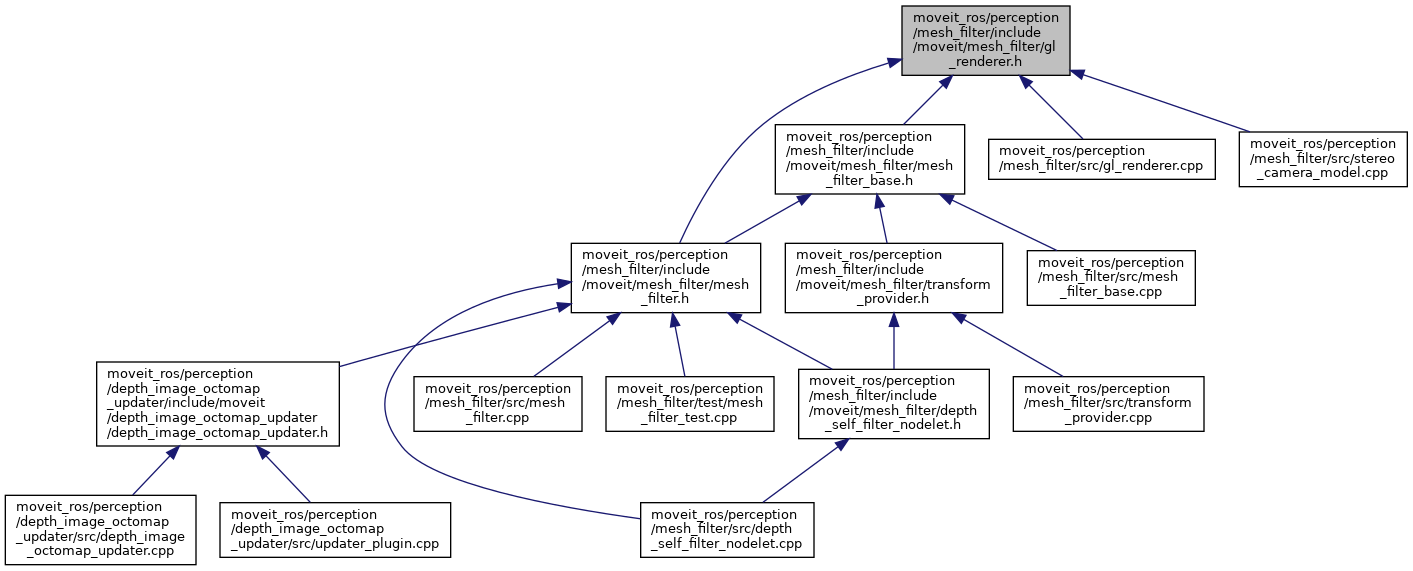 moveit_ros/perception
/mesh_filter/include
/moveit/mesh_filter/gl
_renderer.h
moveit_ros/perception
/mesh_filter/include
/moveit/mesh_filter/mesh
_filter_base.h
moveit_ros/perception
/mesh_filter/src/gl_renderer.cpp
moveit_ros/perception
/mesh_filter/src/stereo
_camera_model.cpp
moveit_ros/perception
/mesh_filter/include
/moveit/mesh_filter/mesh
_filter.h
moveit_ros/perception
/mesh_filter/include
/moveit/mesh_filter/transform
_provider.h
moveit_ros/perception
/mesh_filter/src/mesh
_filter_base.cpp
moveit_ros/perception
/depth_image_octomap
_updater/include/moveit
/depth_image_octomap_updater
/depth_image_octomap_updater.h
moveit_ros/perception
/mesh_filter/src/mesh
_filter.cpp
moveit_ros/perception
/mesh_filter/test/mesh
_filter_test.cpp
moveit_ros/perception
/mesh_filter/include
/moveit/mesh_filter/depth
_self_filter_nodelet.h
moveit_ros/perception
/mesh_filter/src/transform
_provider.cpp
moveit_ros/perception
/depth_image_octomap
_updater/src/depth_image
_octomap_updater.cpp
moveit_ros/perception
/depth_image_octomap
_updater/src/updater_plugin.cpp
moveit_ros/perception
/mesh_filter/src/depth
_self_filter_nodelet.cpp